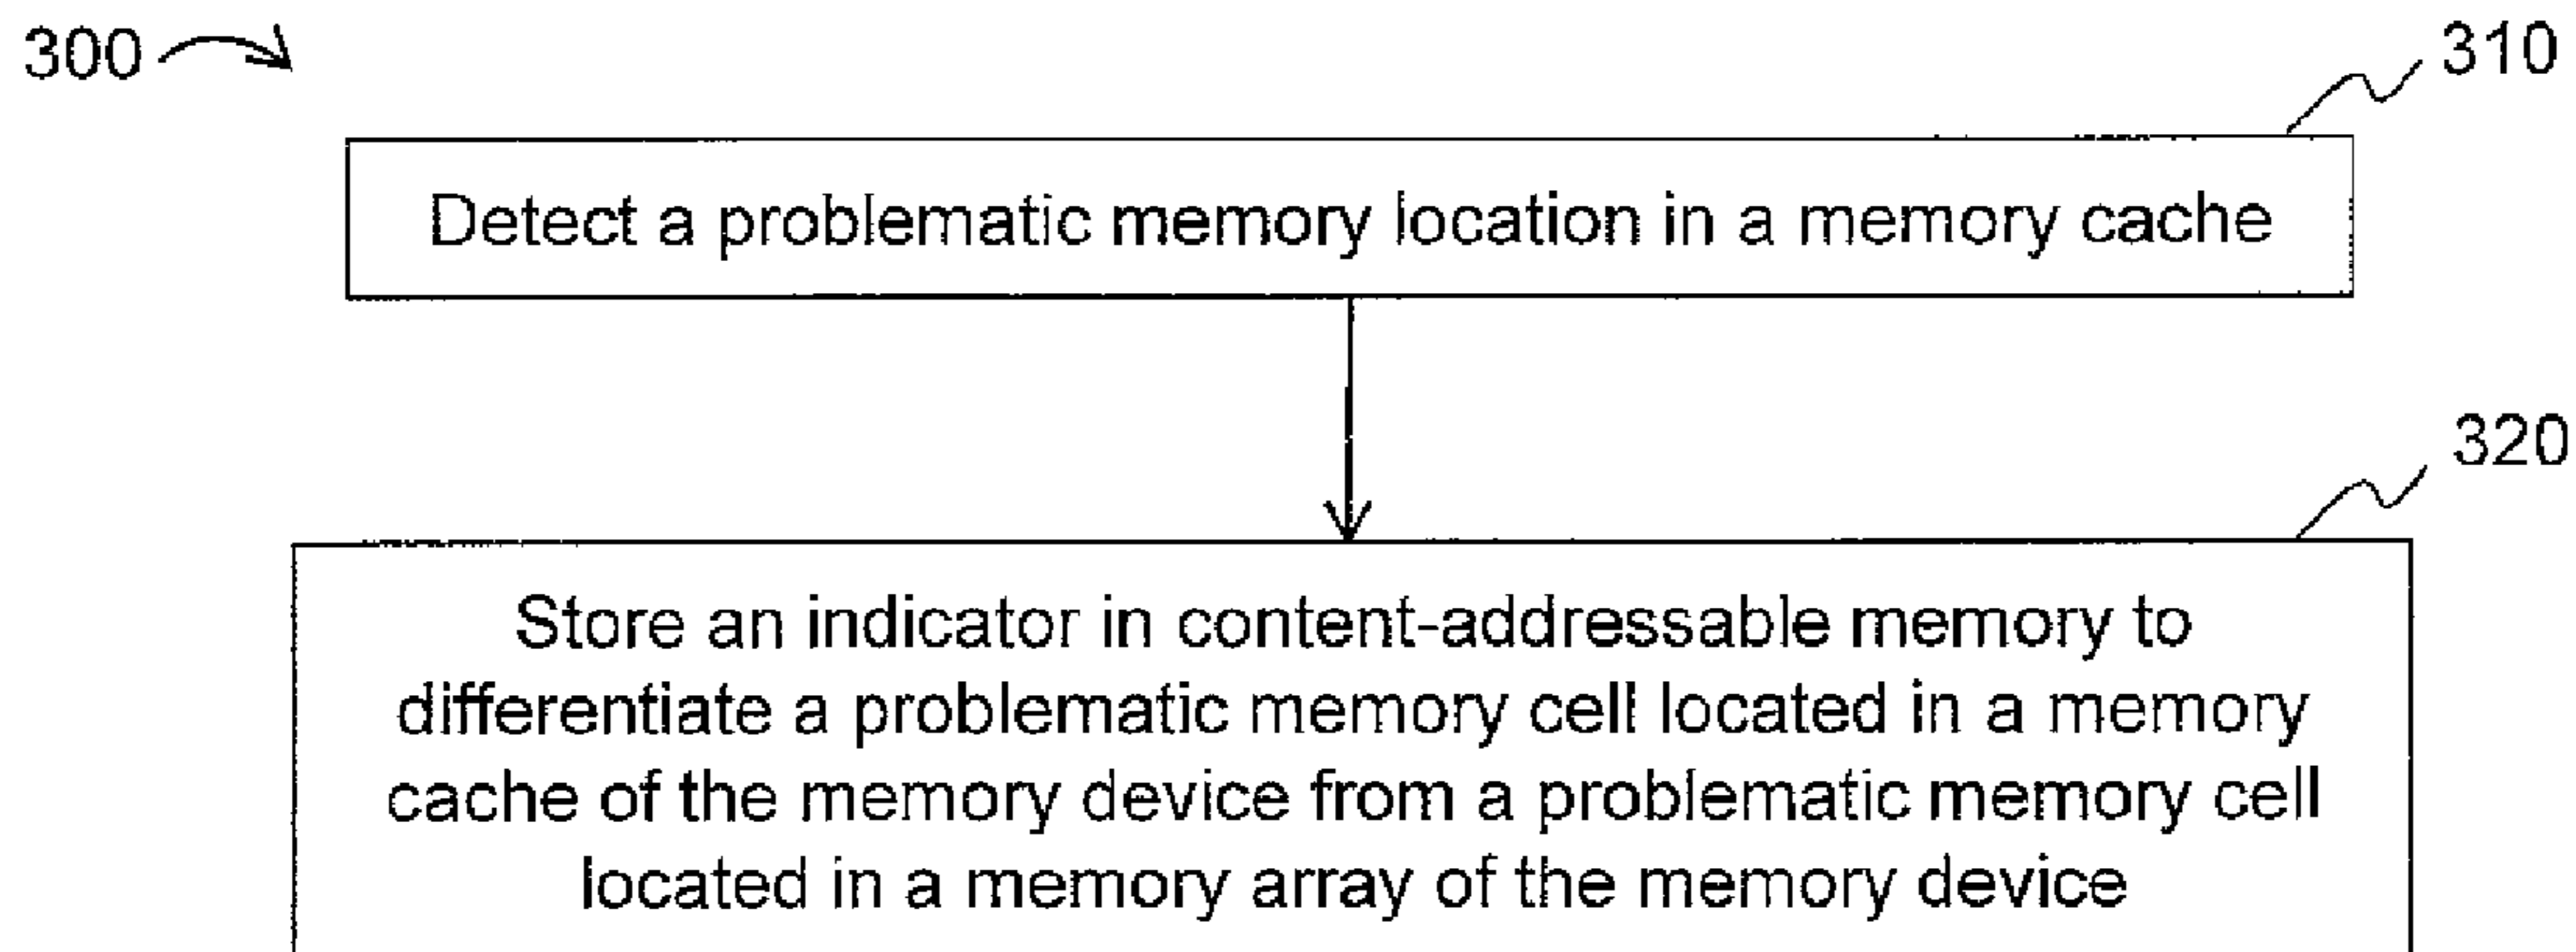 300
310
Detect a problematic memory location in a memory cache
320
Store an indicator in content-addressable memory to
differentiate a problematic memory cell located in a memory
cache of the memory device from a problematic memory cell
located in a memory array of the memory device